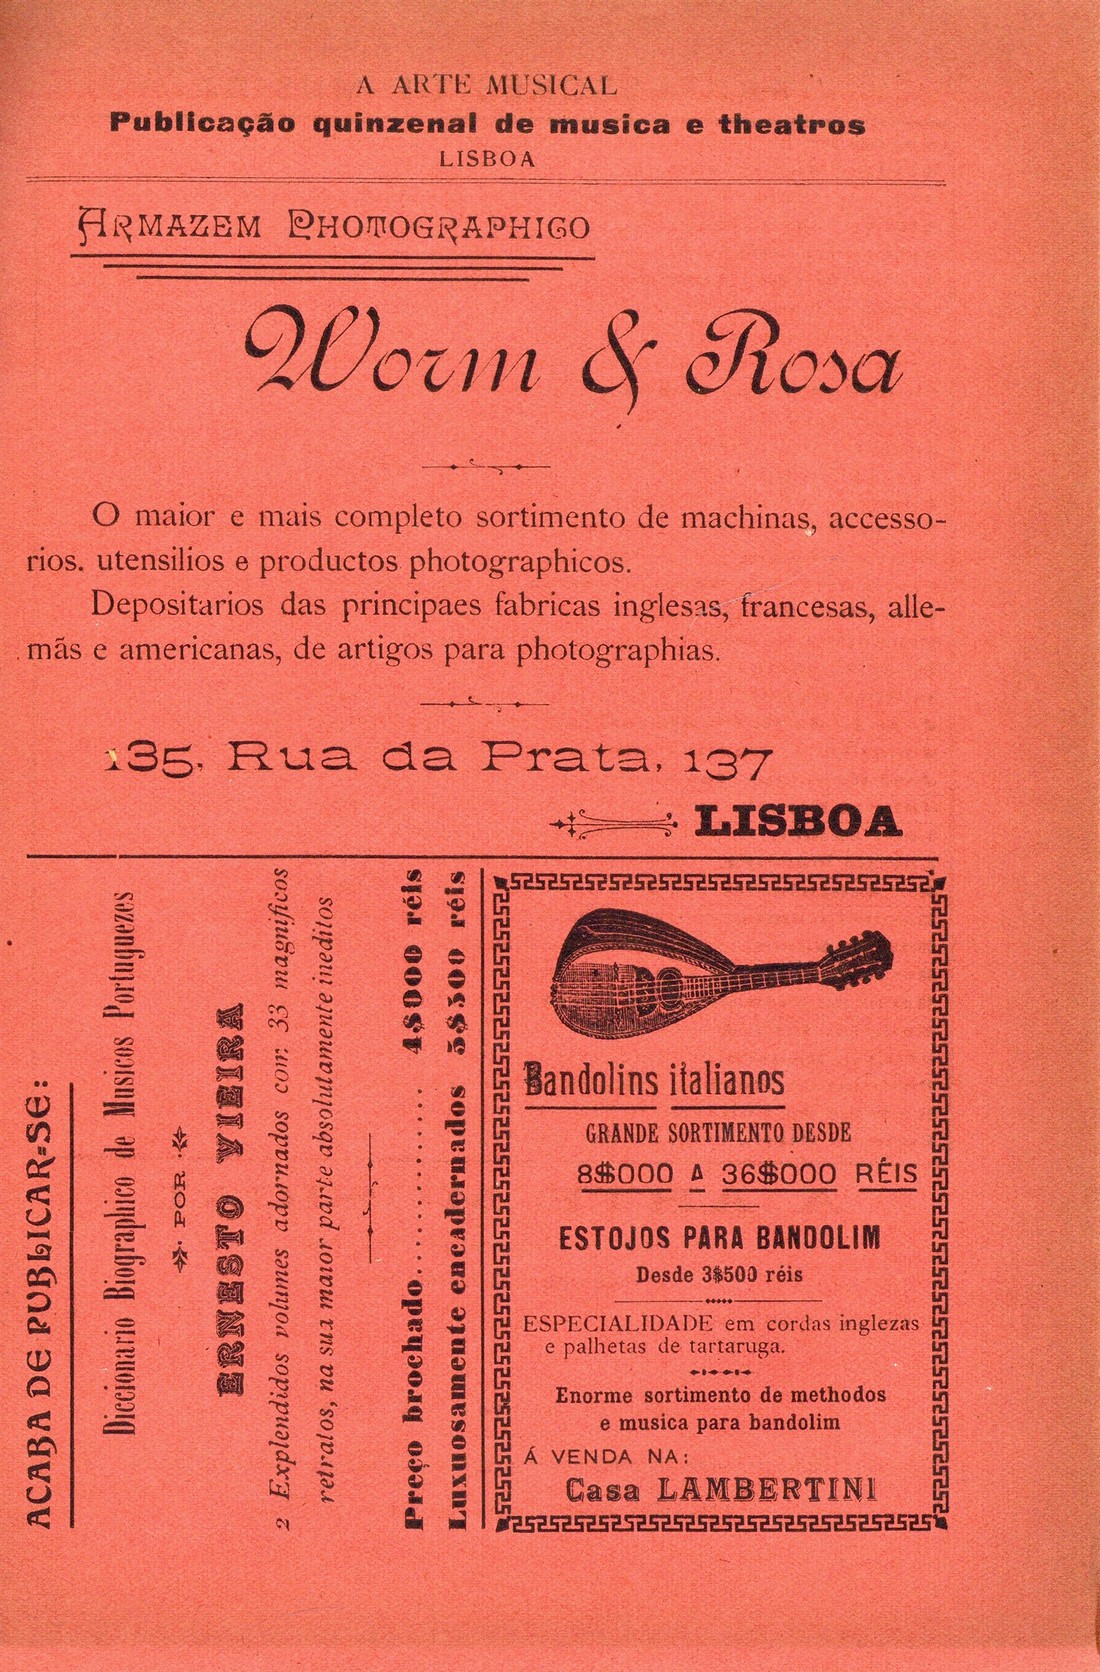 A ARTE MUSICAL
Publicação quinzenal de musica e theatros
LISBOA
ARMAZEM PHOTOGRAPHICO
Worm & Rosa
O maior e mais completo sortimento de machinas, accesso-
rios. utensilios e productos photographicos.
Depositarios das principaes fabricas inglesas, francesas, alle-
mãs e americanas, de artigos para photographias.
135, Rua da Prata, 137
LISBOA
ACABA DE PUBLICAR-SE:
Diccionario Biographico de Musicos Portuguezes
POR
ERNESTO VIEIRA
2 Explendidos volumes adornados com 33 magnificos
retratos, na sua maior parte absolutamente ineditos
Preço brochado............... 4$000 réis
Luxuosamente encadernados 5$500 réis
Bandolins italianos
GRANDE SORTIMENTO DESDE
8$000 A 36$000 RÉIS
ESTOJOS PARA BANDOLIM
Desde 3$500 réis
ESPECIALIDADE em cordas inglezas
e palhetas de tartaruga.
Enorme sortimento de methodos
e musica para bandolim
Á VENDA NA:
Casa LAMBERTINI